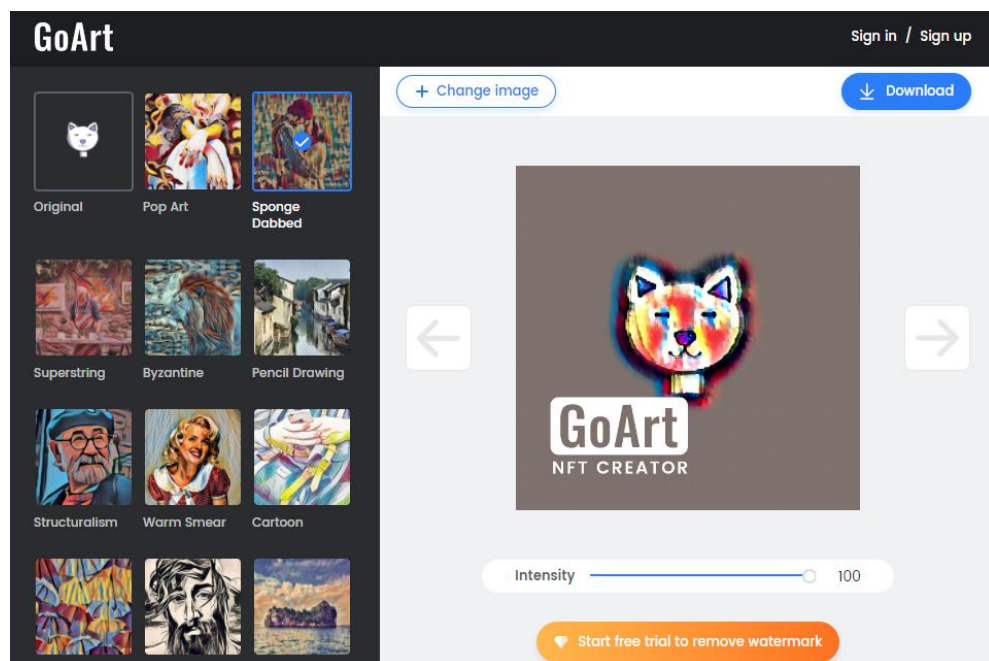 GoArt
Sign in / Sign up
+ Change image
Download
Original
Pop Art
Sponge
Dabbed
Superstring
Byzantine
Pencil Drawing
Structuralism
Warm Smear
Cartoon
GoArt
NFT CREATOR
Intensity
100
Start free trial to remove watermark